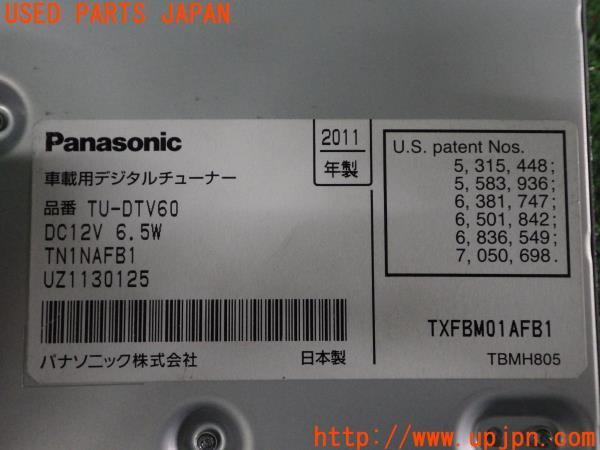 USED PARTS JAPAN
Panasonic
2011
年製
車載用デジタルチューナー
品番 TU-DTV60
DC12V 6.5W
TN1NAFB1
UZ1130125
パナソニック株式会社
日本製
U.S. patent Nos.
5, 315, 448;
5, 583, 936;
6, 381, 747;
6, 501, 842;
6, 836, 549;
7, 050, 698.
TXFBM01AFB1
TBMH805
http://www.upjpn.com/